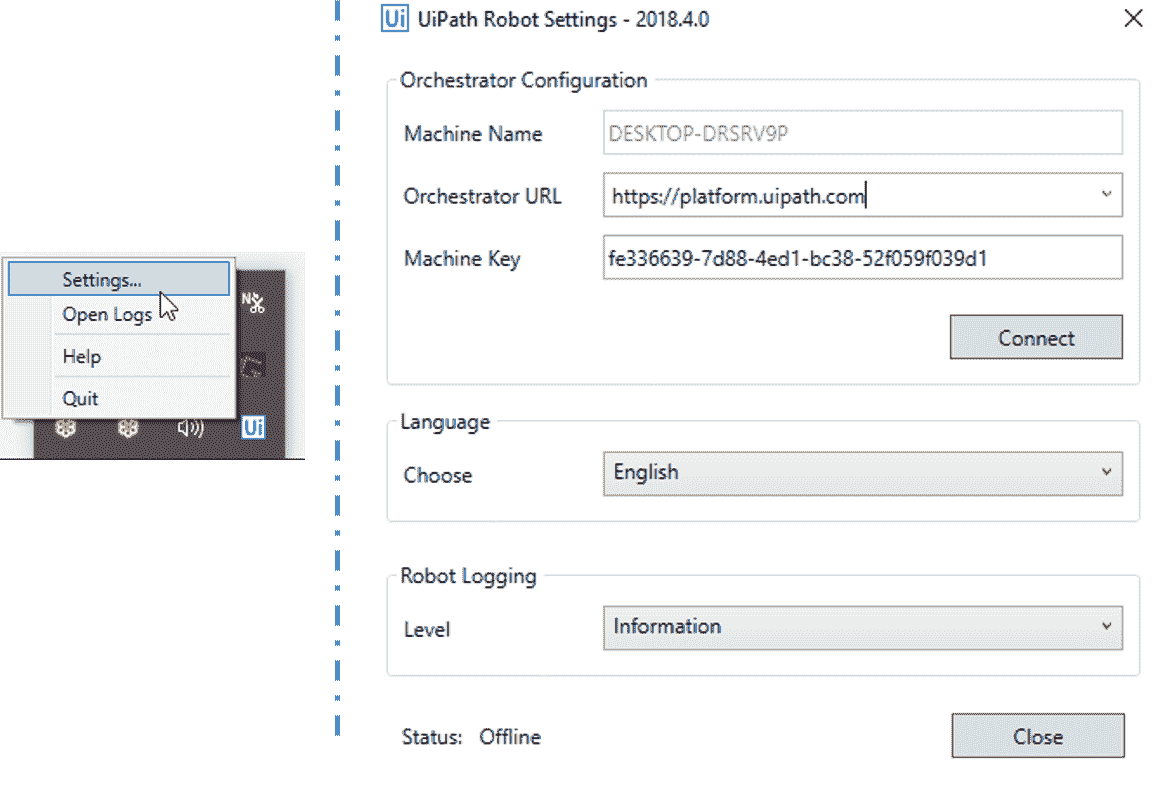 Settings...
Open Logs
Help
Quit
N
Ui
Ui UiPath Robot Settings - 2018.4.0
Orchestrator Configuration
Machine Name DESKTOP-DRSRV9P
Orchestrator URL https://platform.uipath.com
Machine Key fe336639-7d88-4ed1-bc38-52f059f039d1
Connect
Language
Choose English
Robot Logging
Level Information
Status: Offline
Close